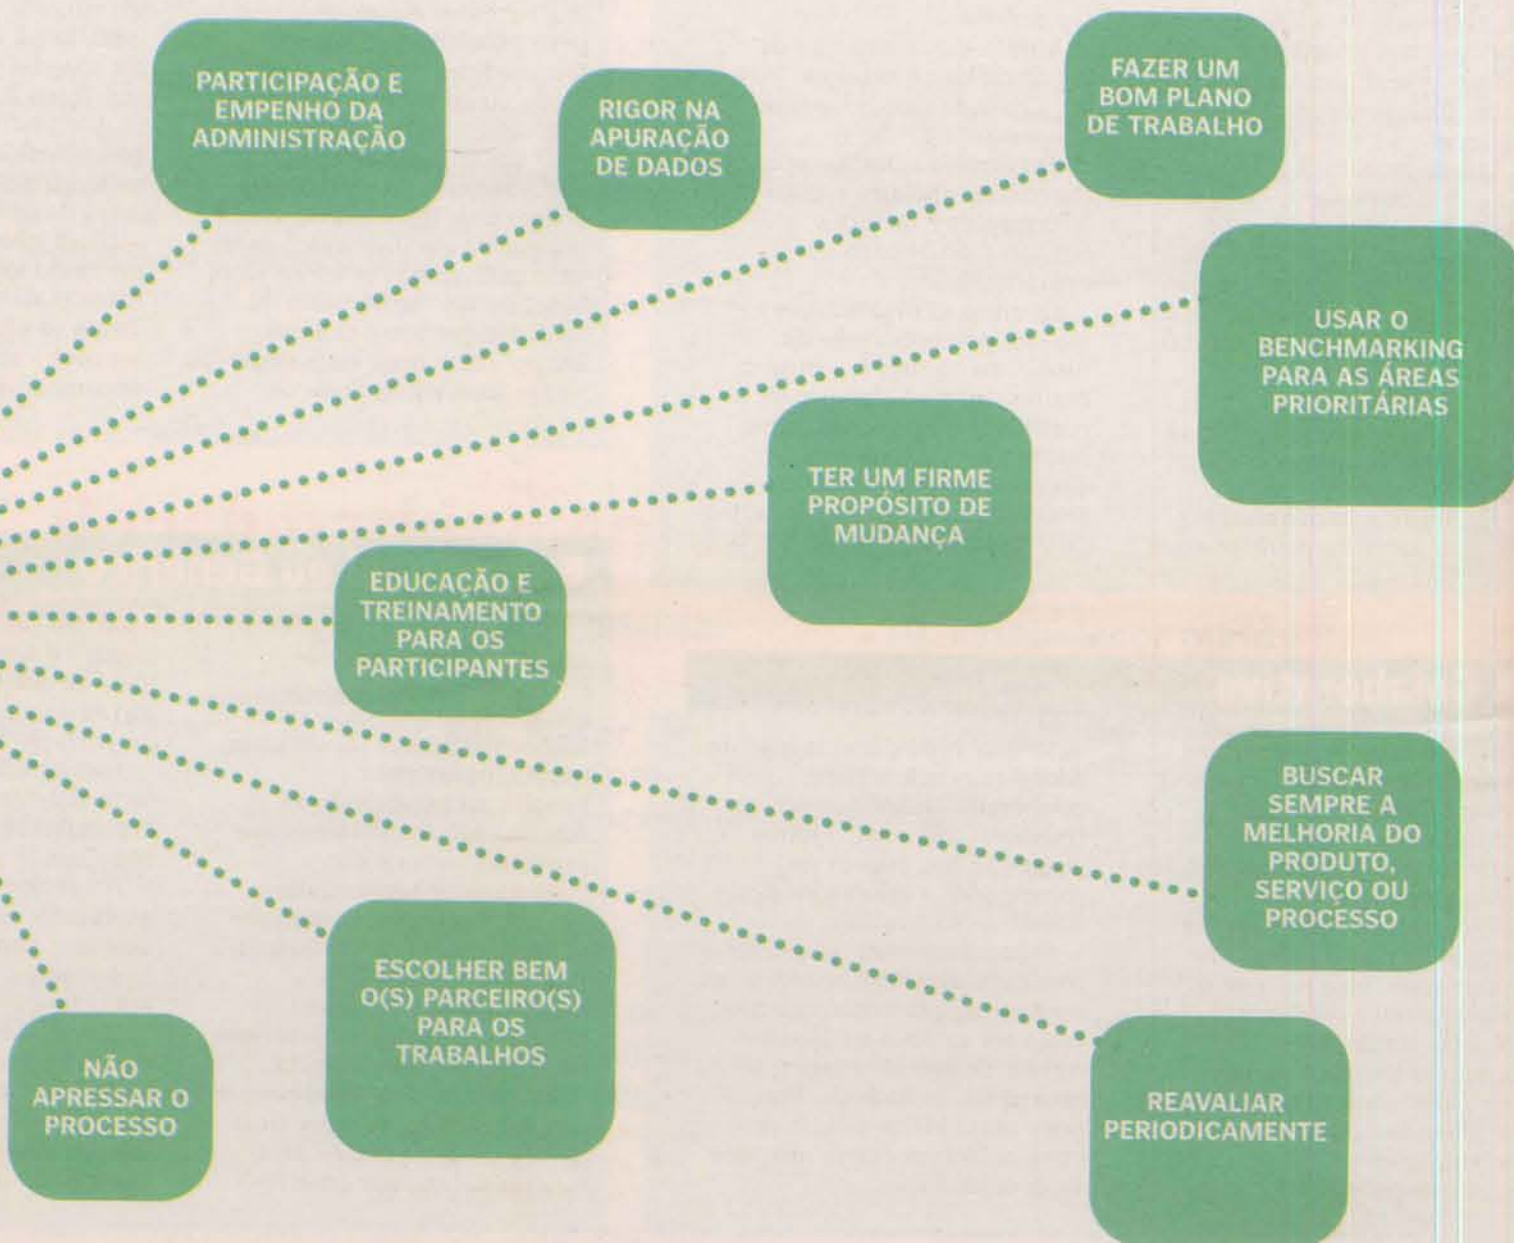 PARTICIPAÇÃO E
EMPENHO DA
ADMINISTRAÇÃO
RIGOR NA
APURAÇÃO
DE DADOS
FAZER UM
BOM PLANO
DE TRABALHO
USAR O
BENCHMARKING
PARA AS ÁREAS
PRIORITÁRIAS
TER UM FIRME
PROPÓSITO DE
MUDANÇA
EDUCAÇÃO E
TREINAMENTO
PARA OS
PARTICIPANTES
BUSCAR
SEMPRE A
MELHORIA DO
PRODUTO,
SERVIÇO OU
PROCESSO
ESCOLHER BEM
O(S) PARCEIRO(S)
PARA OS
TRABALHOS
NÃO
APRESSAR O
PROCESSO
REAVALIAR
PERIODICAMENTE